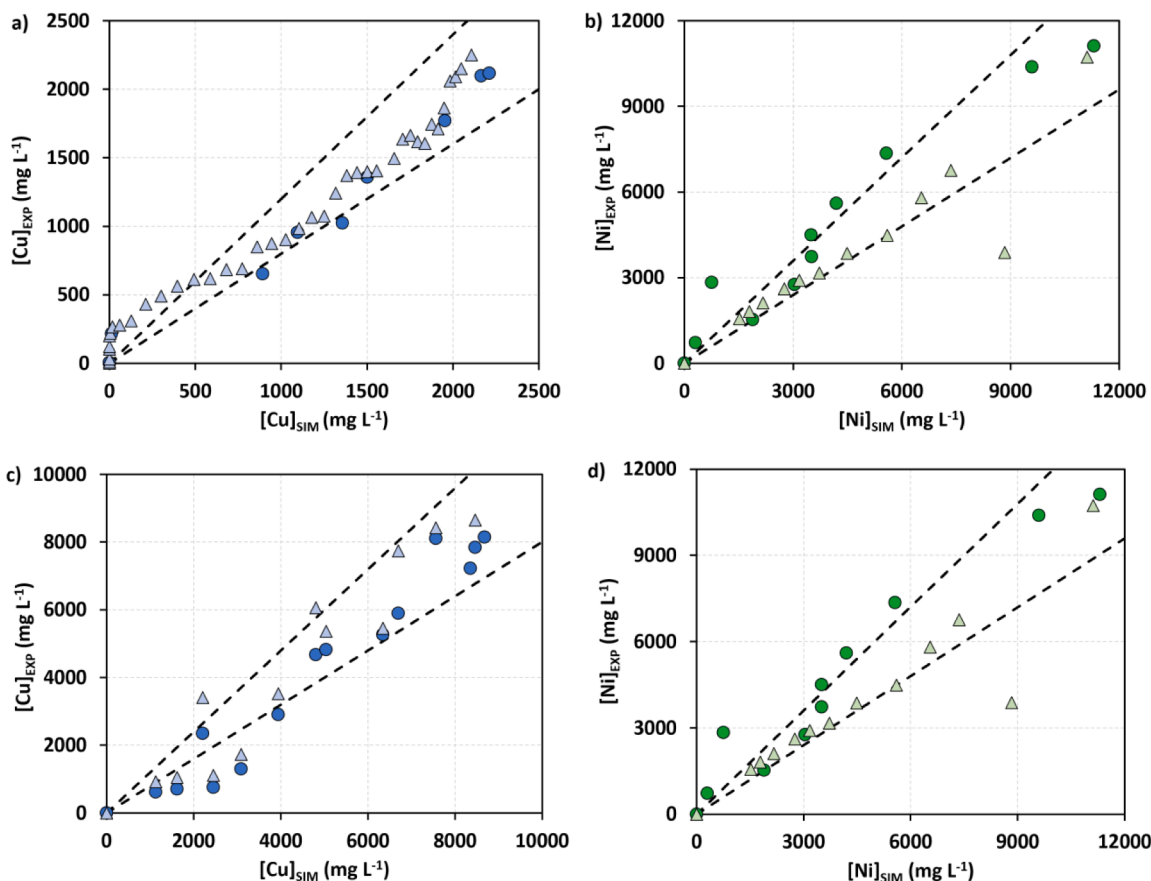 a)
2500
2000
1500
1000
500
0
[Cu]EXP (mg L-1)
0 500 1000 1500 2000 2500
[Cu]SIM (mg L-1)
b)
12000
9000
6000
3000
0
[Ni]EXP (mg L-1)
0 3000 6000 9000 12000
[Ni]SIM (mg L-1)
c)
10000
8000
6000
4000
2000
0
[Cu]EXP (mg L-1)
0 2000 4000 6000 8000 10000
[Cu]SIM (mg L-1)
d)
12000
9000
6000
3000
0
[Ni]EXP (mg L-1)
0 3000 6000 9000 12000
[Ni]SIM (mg L-1)